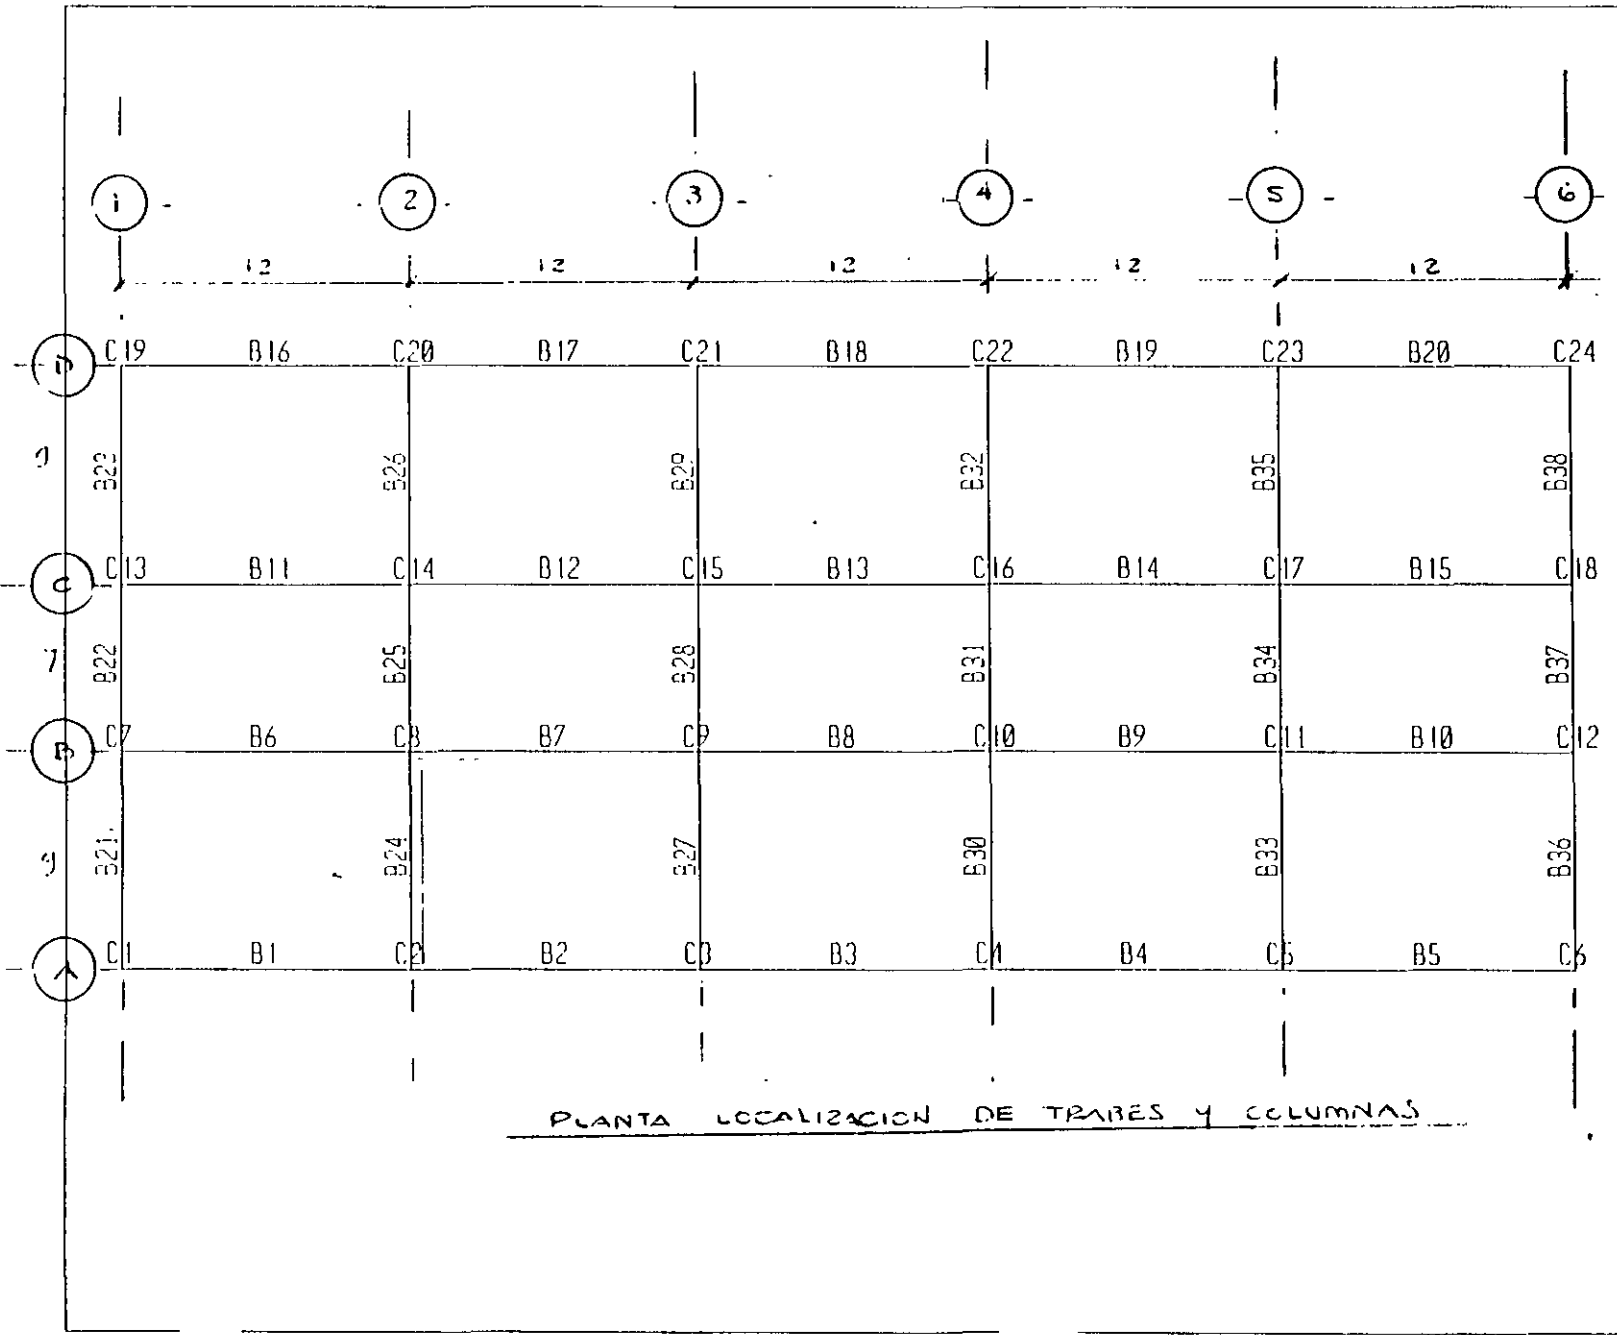 1 2 3 4 5 6
12 12 12 12 12
D C19 B16 C20 B17 C21 B18 C22 B19 C23 B20 C24
9 B23 B26 B29 B32 B35 B38
C C13 B11 C14 B12 C15 B13 C16 B14 C17 B15 C18
7 B22 B25 B28 B31 B34 B37
B C7 B6 C8 B7 C9 B8 C10 B9 C11 B10 C12
9 B21 B24 B27 B30 B33 B36
A C1 B1 C2 B2 C3 B3 C4 B4 C5 B5 C6
PLANTA LOCALIZACION DE TRABES Y COLUMNAS